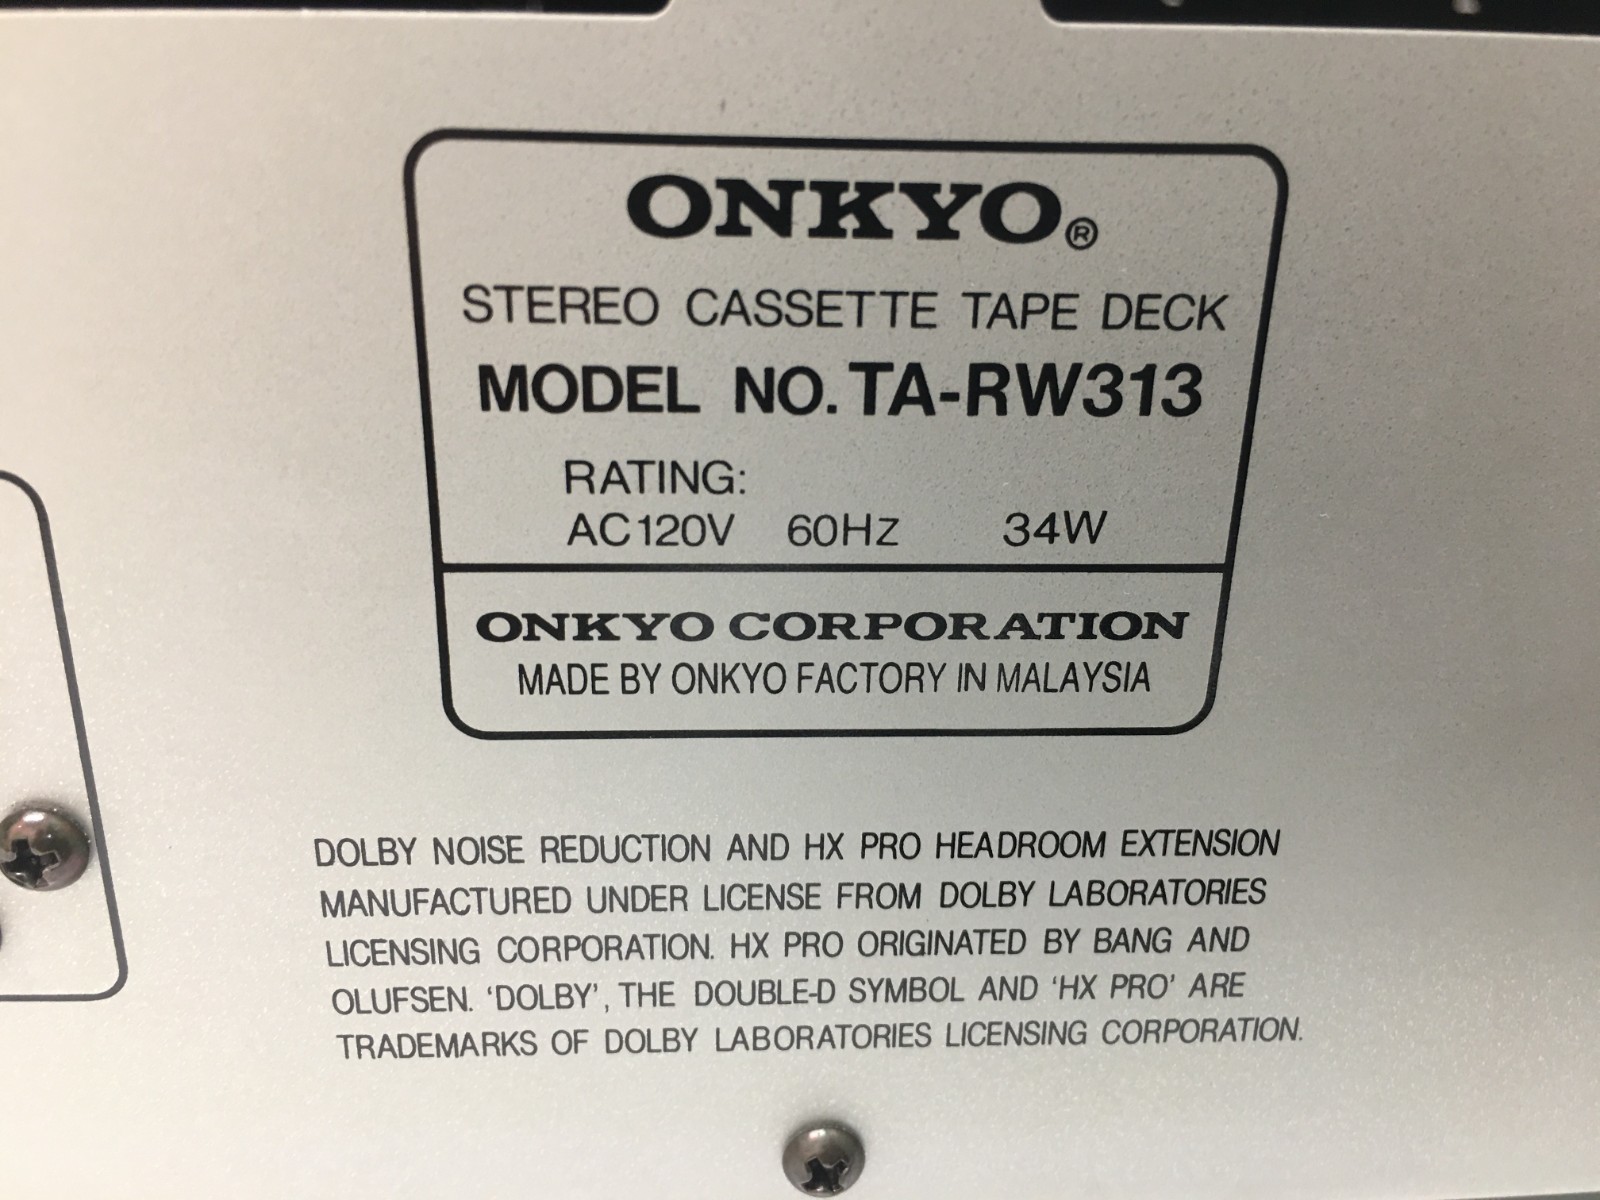 ONKYO®
STEREO CASSETTE TAPE DECK
MODEL NO. TA-RW313
RATING:
AC120V 60Hz 34W
ONKYO CORPORATION
MADE BY ONKYO FACTORY IN MALAYSIA
DOLBY NOISE REDUCTION AND HX PRO HEADROOM EXTENSION
MANUFACTURED UNDER LICENSE FROM DOLBY LABORATORIES
LICENSING CORPORATION. HX PRO ORIGINATED BY BANG AND
OLUFSEN. 'DOLBY', THE DOUBLE-D SYMBOL AND 'HX PRO' ARE
TRADEMARKS OF DOLBY LABORATORIES LICENSING CORPORATION.